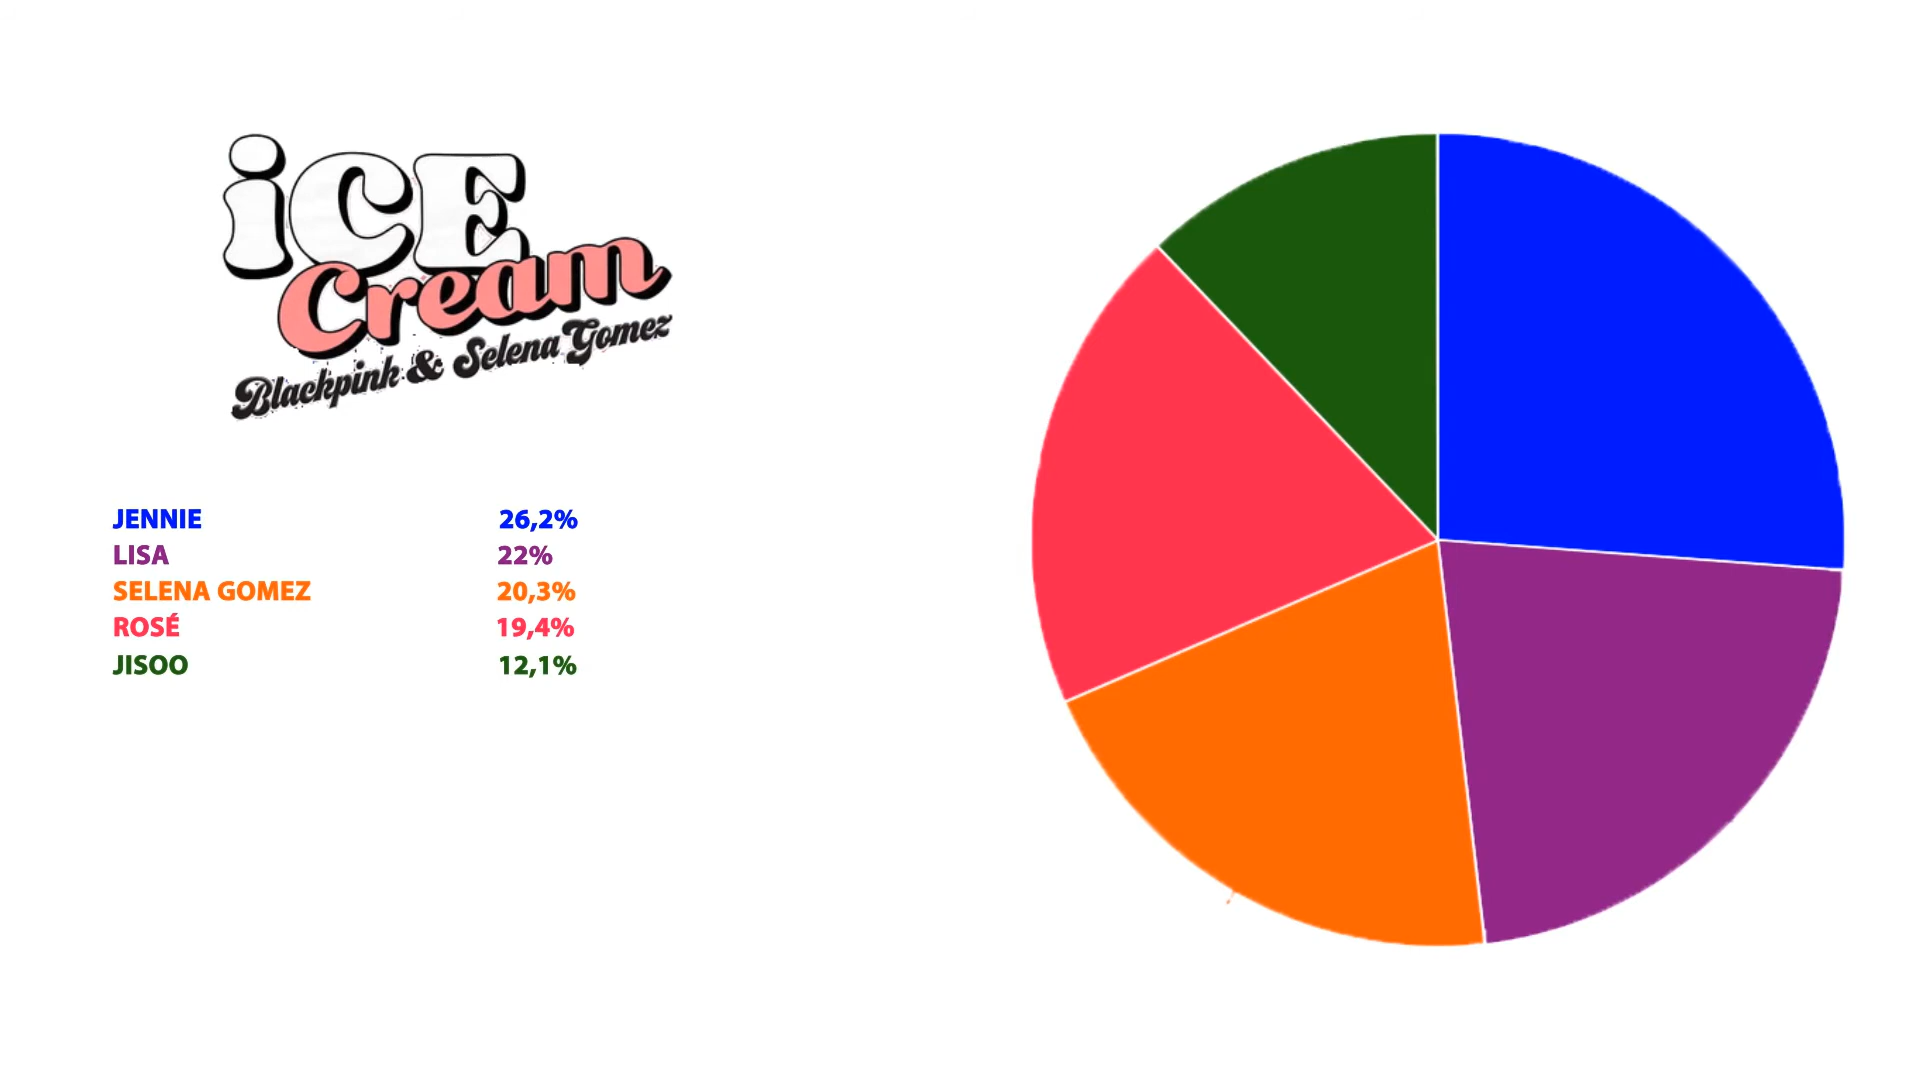 iCE
Cream
Blackpink & Selena Gomez
JENNIE 26,2%
LISA 22%
SELENA GOMEZ 20,3%
ROSÉ 19,4%
JISOO 12,1%